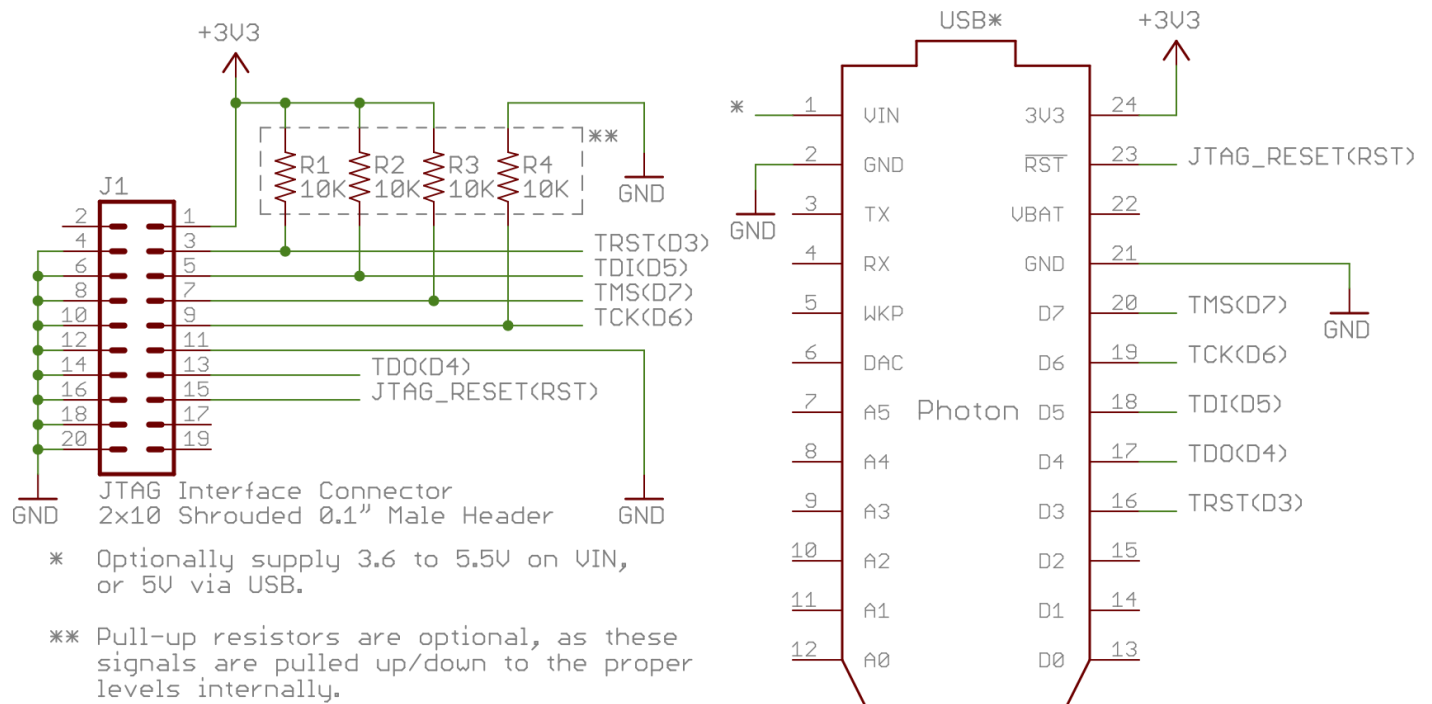 +3V3
R1
10K
R2
10K
R3
10K
R4
10K
**
GND
J1
2 1
4 3
6 5
8 7
10 9
12 11
14 13
16 15
18 17
20 19
TRST(D3)
TDI(D5)
TMS(D7)
TCK(D6)
TDO(D4)
JTAG_RESET(RST)
GND
GND
JTAG Interface Connector
2x10 Shrouded 0.1" Male Header
* Optionally supply 3.6 to 5.5V on VIN,
or 5V via USB.
** Pull-up resistors are optional, as these
signals are pulled up/down to the proper
levels internally.
USB*
+3V3
* 1 VIN 3V3 24
2 GND RST 23 JTAG_RESET(RST)
GND
3 TX VBAT 22
4 RX GND 21
GND
5 WKP D7 20 TMS(D7)
6 DAC D6 19 TCK(D6)
7 A5 Photon D5 18 TDI(D5)
8 A4 D4 17 TDO(D4)
9 A3 D3 16 TRST(D3)
10 A2 D2 15
11 A1 D1 14
12 A0 D0 13